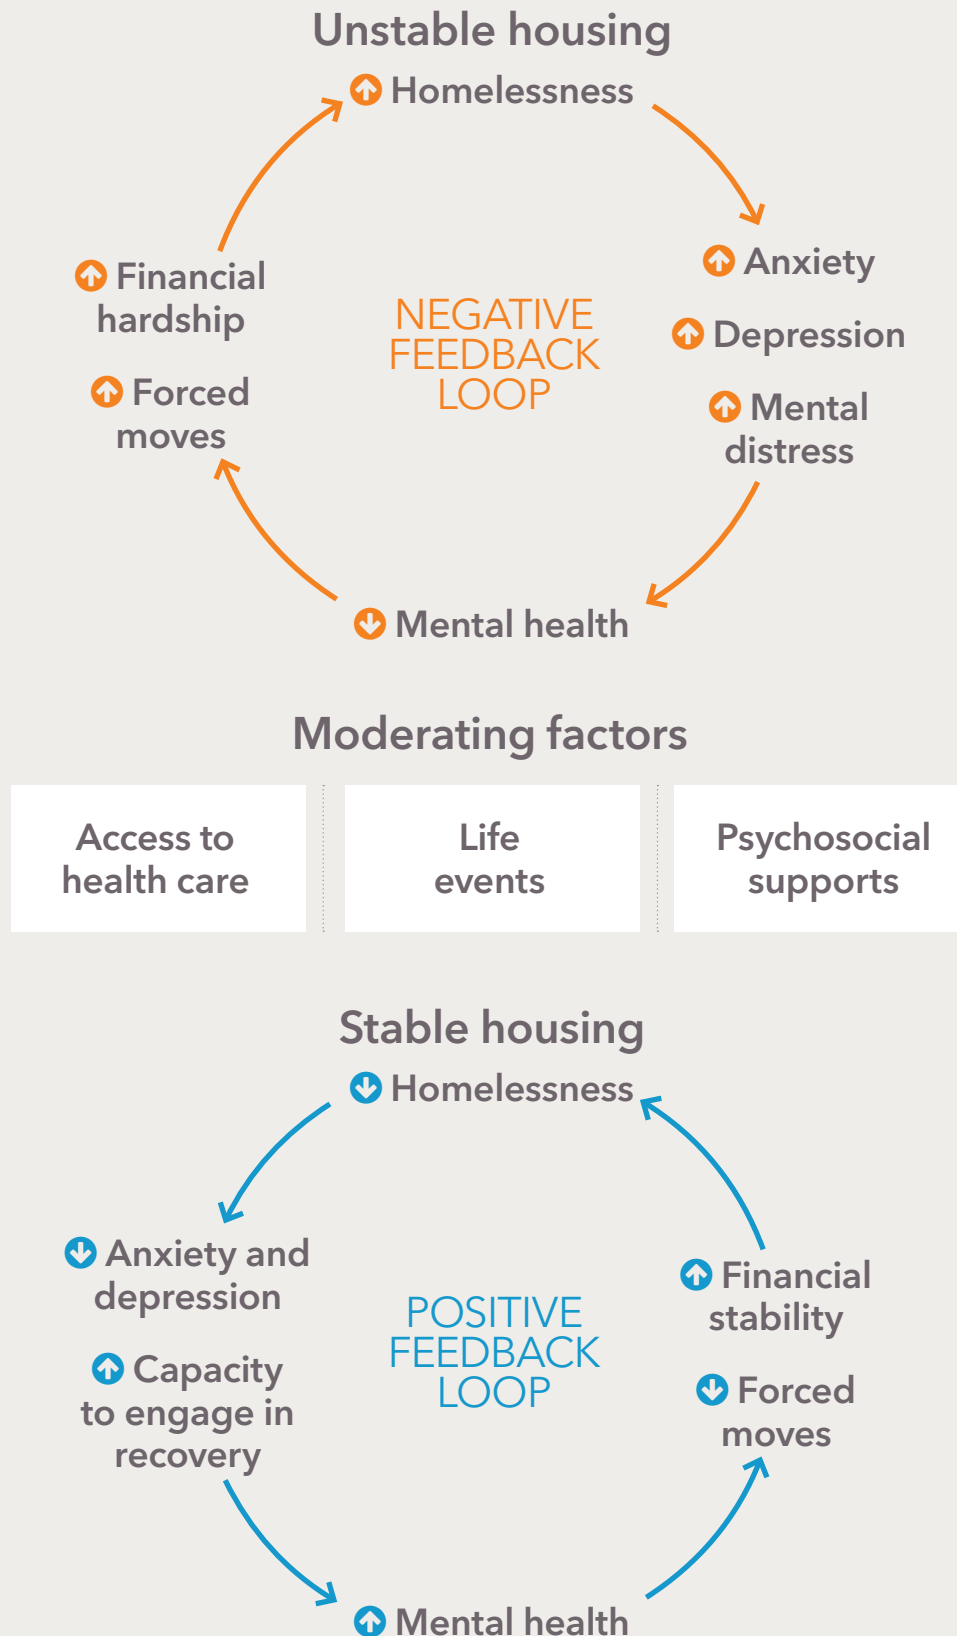 Unstable housing
Homelessness
Anxiety
Depression
Mental
distress
Mental health
Financial
hardship
Forced
moves
NEGATIVE
FEEDBACK
LOOP
Moderating factors
Access to
health care
Life
events
Psychosocial
supports
Stable housing
Homelessness
Anxiety and
depression
Capacity
to engage in
recovery
Mental health
Financial
stability
Forced
moves
POSITIVE
FEEDBACK
LOOP